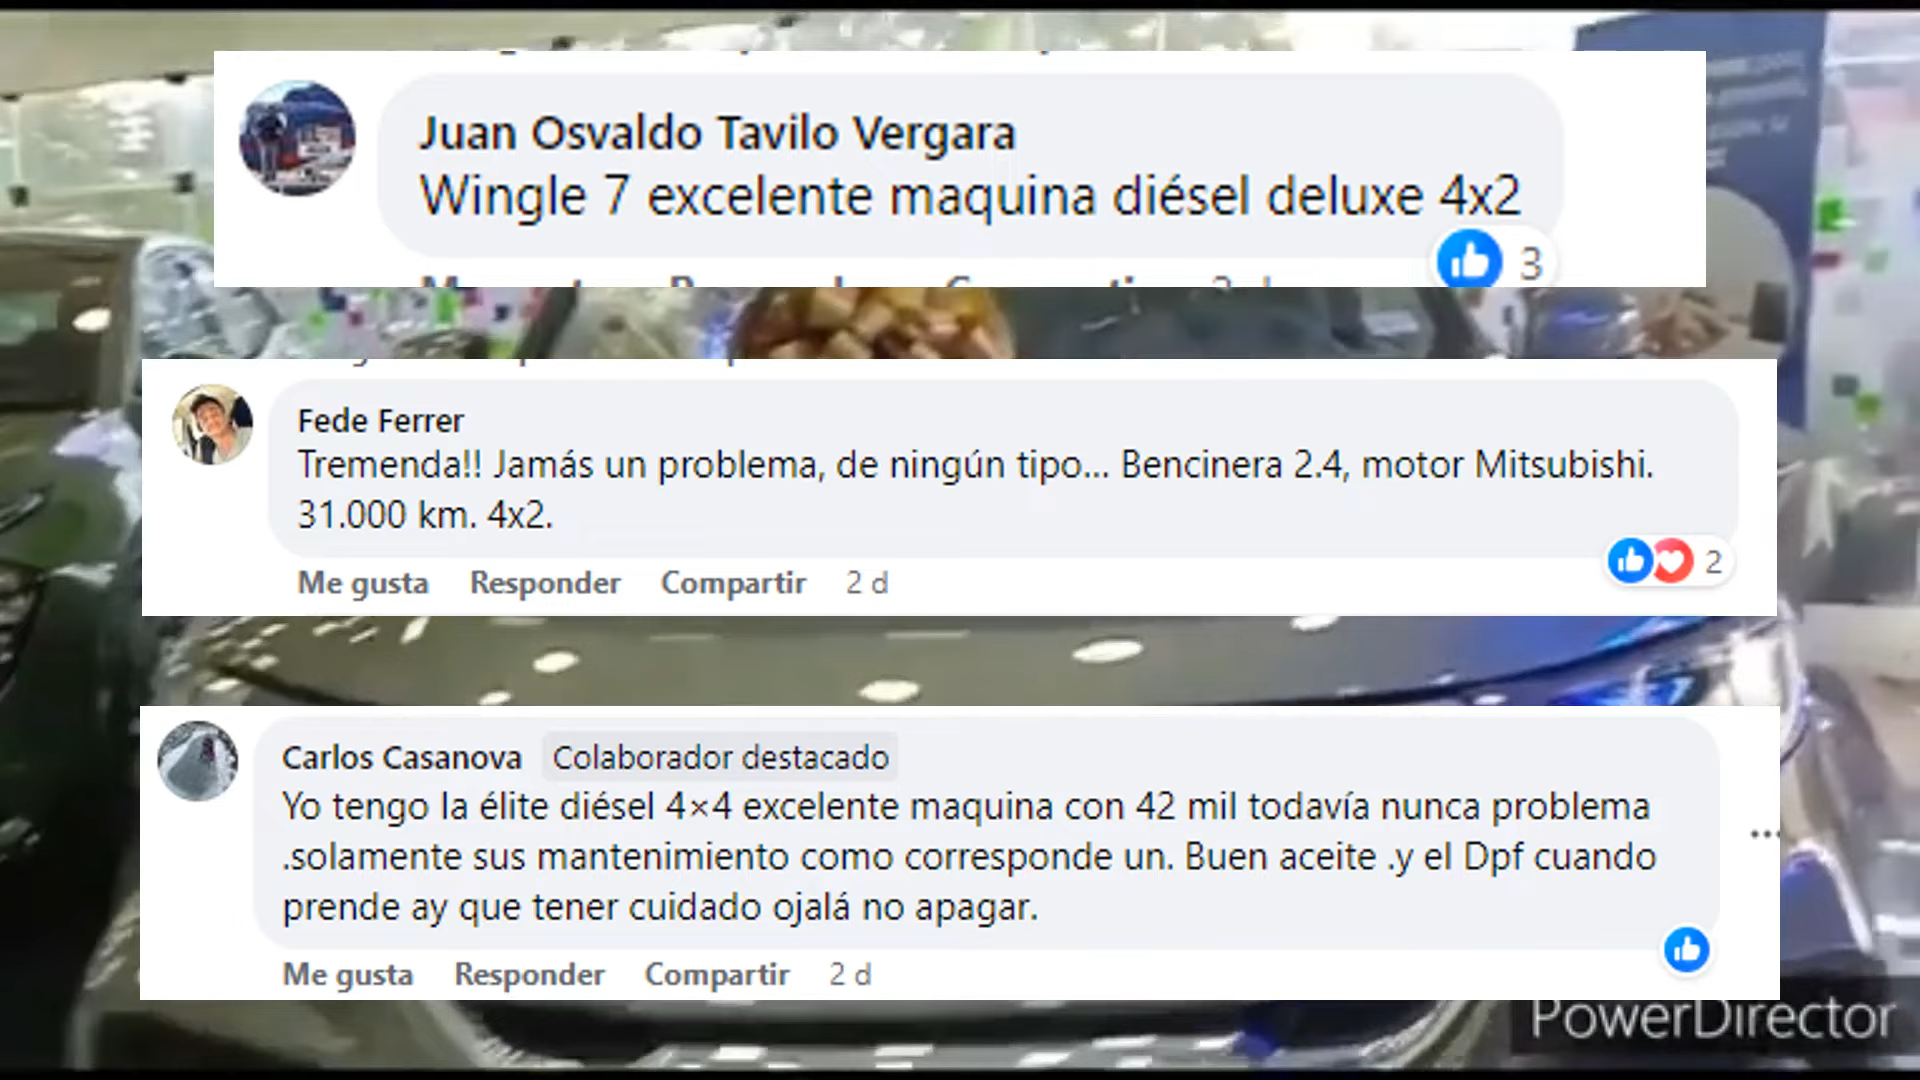 Juan Osvaldo Tavilo Vergara
Wingle 7 excelente maquina diésel deluxe 4x2
3
Fede Ferrer
Tremenda!! Jamás un problema, de ningún tipo... Bencinera 2.4, motor Mitsubishi.
31.000 km. 4x2.
2
Me gusta Responder Compartir 2 d
Carlos Casanova Colaborador destacado
Yo tengo la élite diésel 4×4 excelente maquina con 42 mil todavía nunca problema
.solamente sus mantenimiento como corresponde un. Buen aceite .y el Dpf cuando
prende ay que tener cuidado ojalá no apagar.
Me gusta Responder Compartir 2 d
PowerDirector